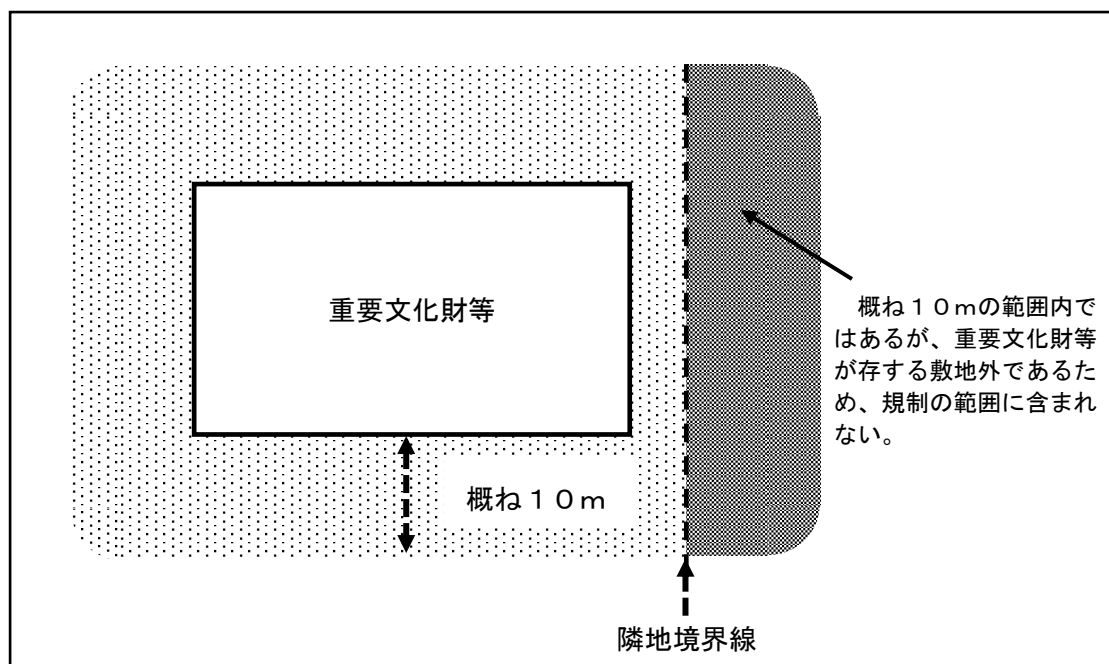 重要文化財等
　概ね１０ｍの範囲内で
はあるが、重要文化財等
が存する敷地外であるた
め、規制の範囲に含まれ
ない。
概ね１０ｍ
隣地境界線